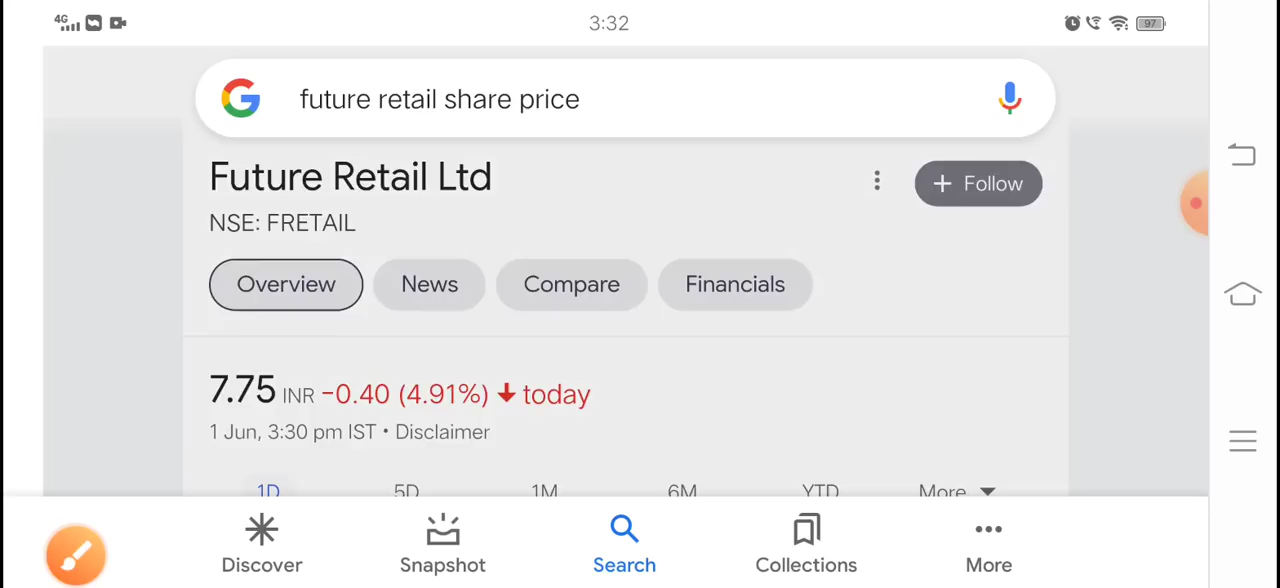 4G 3:32 97
future retail share price
Future Retail Ltd
+ Follow
NSE: FRETAIL
Overview News Compare Financials
7.75 INR −0.40 (4.91%) ↓ today
1 Jun, 3:30 pm IST • Disclaimer
1D 5D 1M 6M YTD More
Discover Snapshot Search Collections More